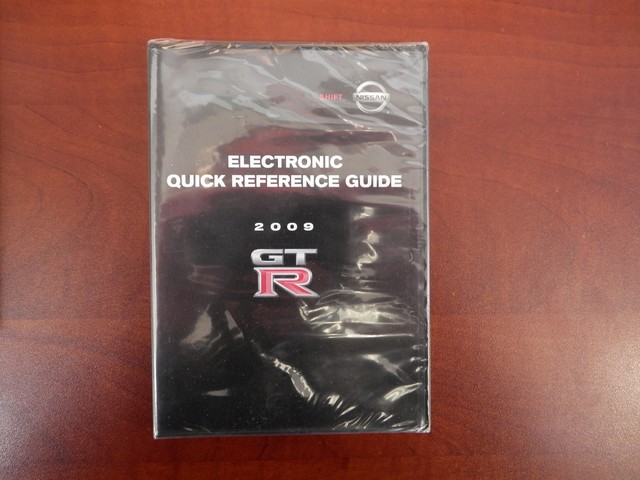 SHIFT_
NISSAN
ELECTRONIC
QUICK REFERENCE GUIDE
2009
GT
R